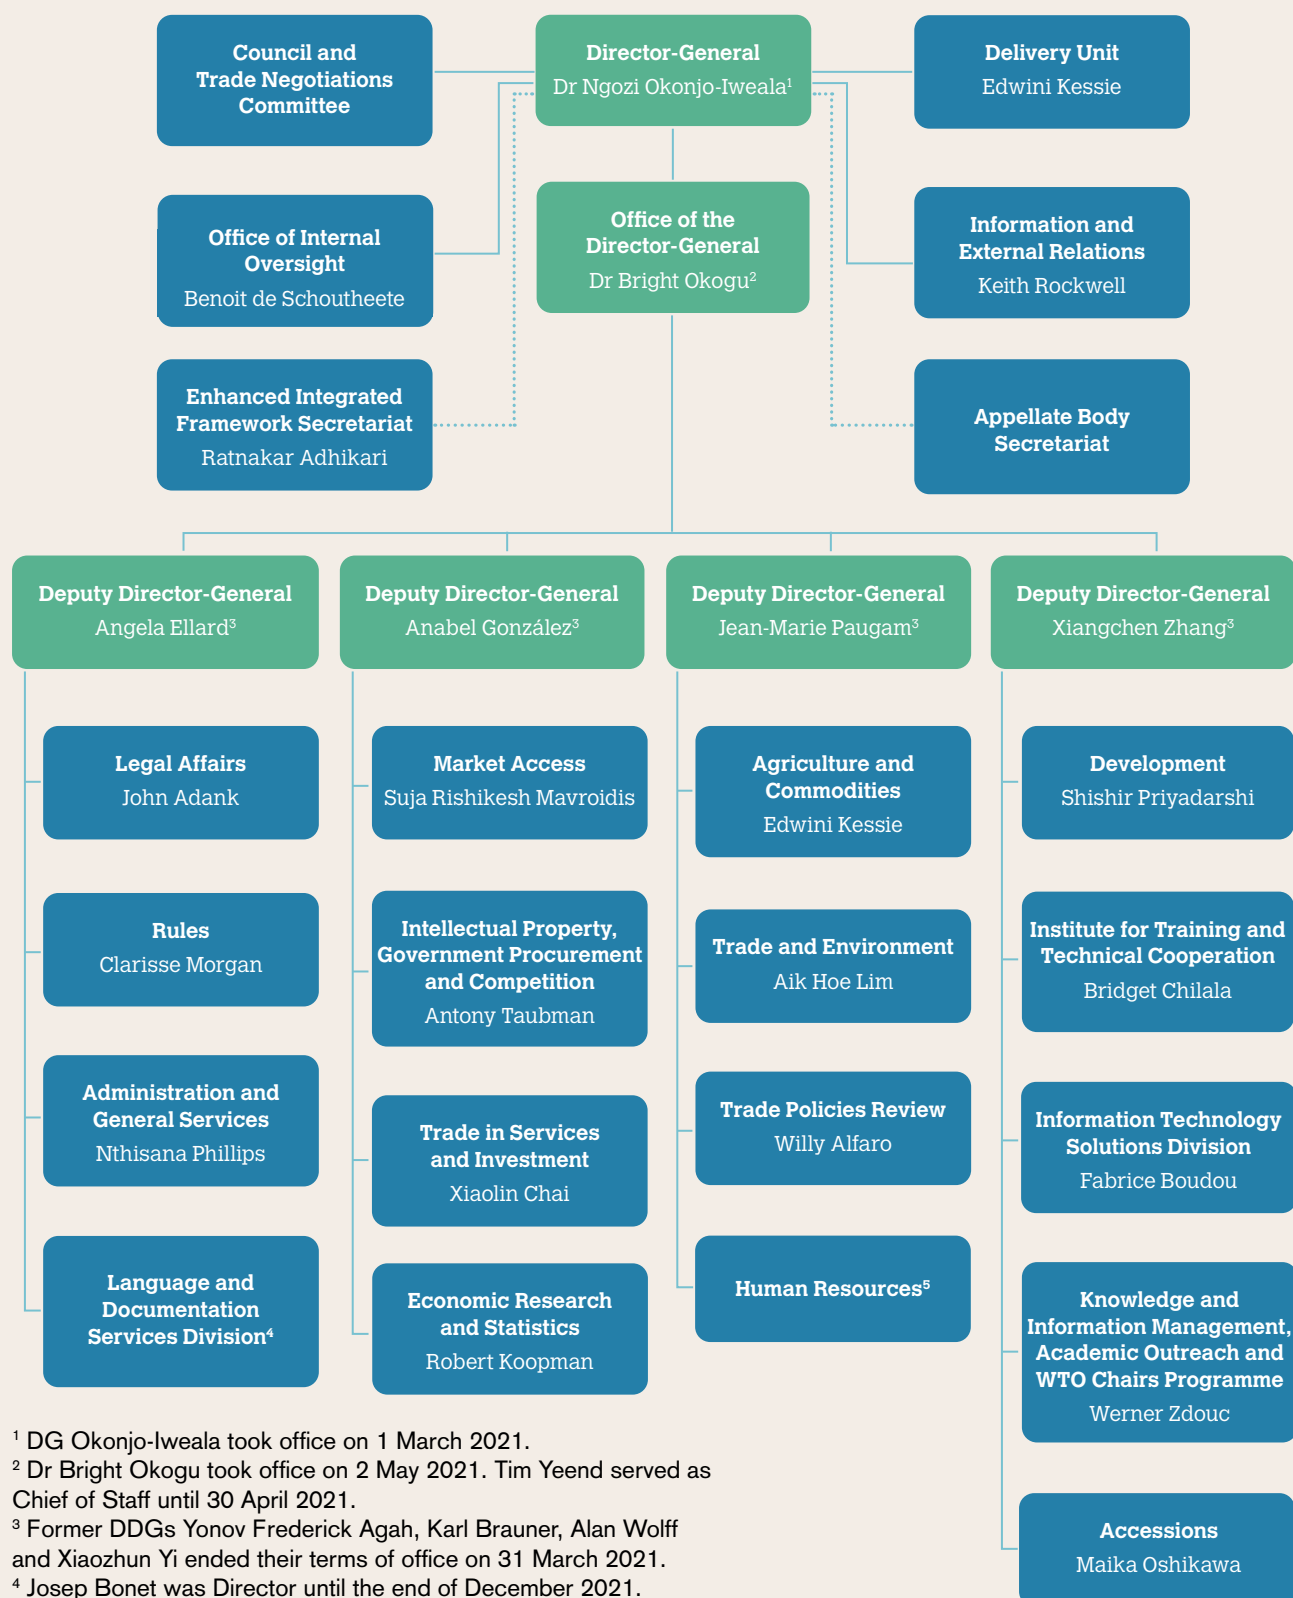 Council and
Trade Negotiations
Committee
Director-General
Dr Ngozi Okonjo-Iweala¹
Delivery Unit
Edwini Kessie
Office of Internal
Oversight
Benoit de Schoutheete
Office of the
Director-General
Dr Bright Okogu²
Information and
External Relations
Keith Rockwell
Enhanced Integrated
Framework Secretariat
Ratnakar Adhikari
Appellate Body
Secretariat
Deputy Director-General
Angela Ellard³
Legal Affairs
John Adank
Rules
Clarisse Morgan
Administration and
General Services
Nthisana Phillips
Language and
Documentation
Services Division⁴
Deputy Director-General
Anabel González³
Market Access
Suja Rishikesh Mavroidis
Intellectual Property,
Government Procurement
and Competition
Antony Taubman
Trade in Services
and Investment
Xiaolin Chai
Economic Research
and Statistics
Robert Koopman
Deputy Director-General
Jean-Marie Paugam³
Agriculture and
Commodities
Edwini Kessie
Trade and Environment
Aik Hoe Lim
Trade Policies Review
Willy Alfaro
Human Resources⁵
Deputy Director-General
Xiangchen Zhang³
Development
Shishir Priyadarshi
Institute for Training and
Technical Cooperation
Bridget Chilala
Information Technology
Solutions Division
Fabrice Boudou
Knowledge and
Information Management,
Academic Outreach and
WTO Chairs Programme
Werner Zdouc
Accessions
Maika Oshikawa
¹ DG Okonjo-Iweala took office on 1 March 2021.
² Dr Bright Okogu took office on 2 May 2021. Tim Yeend served as
Chief of Staff until 30 April 2021.
³ Former DDGs Yonov Frederick Agah, Karl Brauner, Alan Wolff
and Xiaozhun Yi ended their terms of office on 31 March 2021.
⁴ Josep Bonet was Director until the end of December 2021.